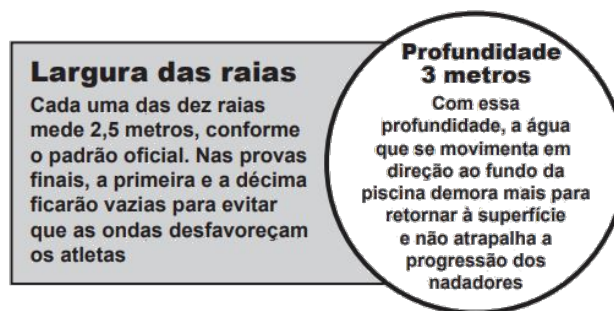 Largura das raias
Cada uma das dez raias
mede 2,5 metros, conforme
o padrão oficial. Nas provas
finais, a primeira e a décima
ficarão vazias para evitar
que as ondas desfavoreçam
os atletas
Profundidade
3 metros
Com essa
profundidade, a água
que se movimenta em
direção ao fundo da
piscina demora mais para
retornar à superfície
e não atrapalha a
progressão dos
nadadores